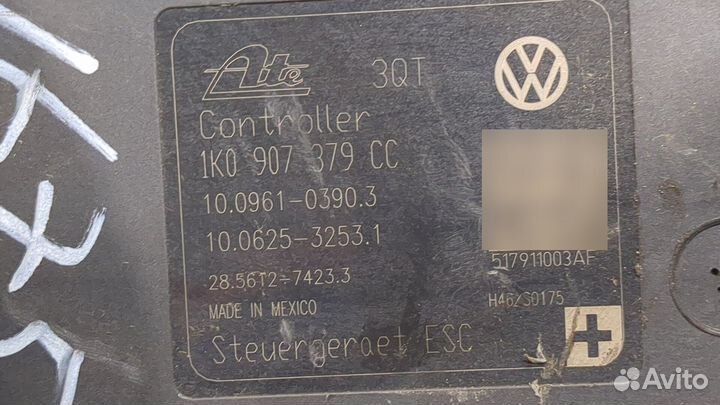 Ate 3QT
Controller
1K0 907 379 CC
10.0961-0390.3
10.0625-3253.1
28.5612-7423.3
MADE IN MEXICO
Steuergeraet ESC
517911003AF
H46/S0175
Avito